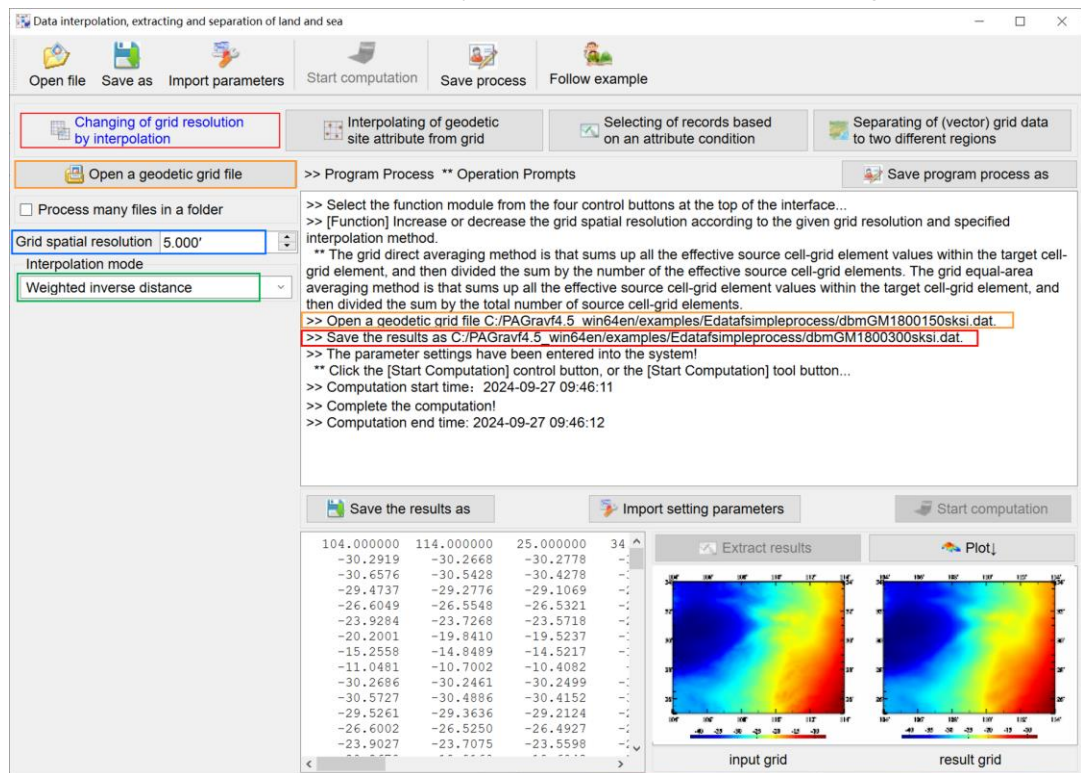 Data interpolation, extracting and separation of land and sea
Open file Save as Import parameters Start computation Save process Follow example
Changing of grid resolution
by interpolation
Interpolating of geodetic
site attribute from grid
Selecting of records based
on an attribute condition
Separating of (vector) grid data
to two different regions
Open a geodetic grid file
>> Program Process ** Operation Prompts
Save program process as
Process many files in a folder
Grid spatial resolution 5.000'
Interpolation mode
Weighted inverse distance
>> Select the function module from the four control buttons at the top of the interface...
>> [Function] Increase or decrease the grid spatial resolution according to the given grid resolution and specified
interpolation method.
** The grid direct averaging method is that sums up all the effective source cell-grid element values within the target cell-
grid element, and then divided the sum by the number of the effective source cell-grid elements. The grid equal-area
averaging method is that sums up all the effective source cell-grid element values within the target cell-grid element, and
then divided the sum by the total number of source cell-grid elements.
>> Open a geodetic grid file C:/PAGravf4.5_win64en/examples/Edatafsimpleprocess/dbmGM1800150sksi.dat.
>> Save the results as C:/PAGravf4.5_win64en/examples/Edatafsimpleprocess/dbmGM1800300sksi.dat.
>> The parameter settings have been entered into the system!
** Click the [Start Computation] control button, or the [Start Computation] tool button...
>> Computation start time: 2024-09-27 09:46:11
>> Complete the computation!
>> Computation end time: 2024-09-27 09:46:12
Save the results as
Import setting parameters
Start computation
104.000000 114.000000 25.000000 34
-30.2919 -30.2668 -30.2778
-30.6576 -30.5428 -30.4278
-29.4737 -29.2776 -29.1069
-26.6049 -26.5548 -26.5321
-23.9284 -23.7268 -23.5718
-20.2001 -19.8410 -19.5237
-15.2558 -14.8489 -14.5217
-11.0481 -10.7002 -10.4082
-30.2686 -30.2461 -30.2499
-30.5727 -30.4886 -30.4152
-29.5261 -29.3636 -29.2124
-26.6002 -26.5250 -26.4927
-23.9027 -23.7075 -23.5598
Extract results
Plot↓
input grid
result grid